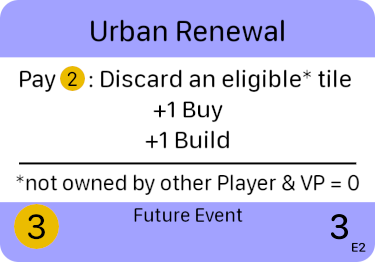 Urban Renewal
Pay 2 : Discard an eligible* tile
+1 Buy
+1 Build
*not owned by other Player & VP = 0
Future Event
3 3
E2